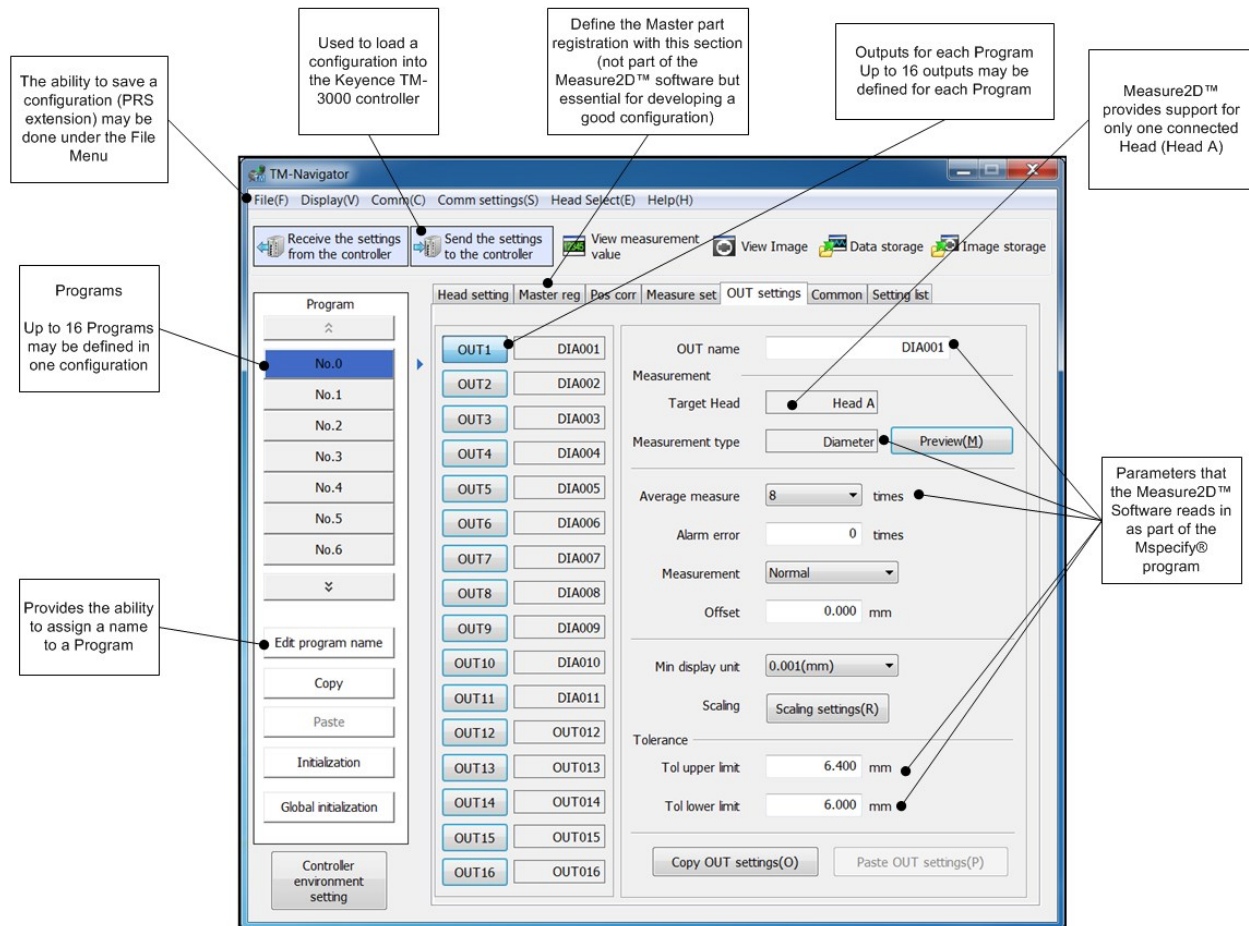 The ability to save a
configuration (PRS
extension) may be
done under the File
Menu
Used to load a
configuration into
the Keyence TM-
3000 controller
Define the Master part
registration with this section
(not part of the
Measure2D™ software but
essential for developing a
good configuration)
Outputs for each Program
Up to 16 outputs may be
defined for each Program
Measure2D™
provides support for
only one connected
Head (Head A)
TM-Navigator
File(F) Display(V) Comm(C) Comm settings(S) Head Select(E) Help(H)
Receive the settings
from the controller
Send the settings
to the controller
View measurement
value
View Image
Data storage
Image storage
Programs
Up to 16 Programs
may be defined in
one configuration
Provides the ability
to assign a name
to a Program
Program
No.0
No.1
No.2
No.3
No.4
No.5
No.6
Edit program name
Copy
Paste
Initialization
Global initialization
Controller
environment
setting
Head setting Master reg Pos corr Measure set OUT settings Common Setting list
OUT1 DIA001
OUT2 DIA002
OUT3 DIA003
OUT4 DIA004
OUT5 DIA005
OUT6 DIA006
OUT7 DIA007
OUT8 DIA008
OUT9 DIA009
OUT10 DIA010
OUT11 DIA011
OUT12 OUT012
OUT13 OUT013
OUT14 OUT014
OUT15 OUT015
OUT16 OUT016
OUT name DIA001
Measurement
Target Head Head A
Measurement type Diameter Preview(M)
Average measure 8 times
Alarm error 0 times
Measurement Normal
Offset 0.000 mm
Min display unit 0.001(mm)
Scaling Scaling settings(R)
Tolerance
Tol upper limit 6.400 mm
Tol lower limit 6.000 mm
Copy OUT settings(O) Paste OUT settings(P)
Parameters that
the Measure2D™
Software reads in
as part of the
Mspecify®
program